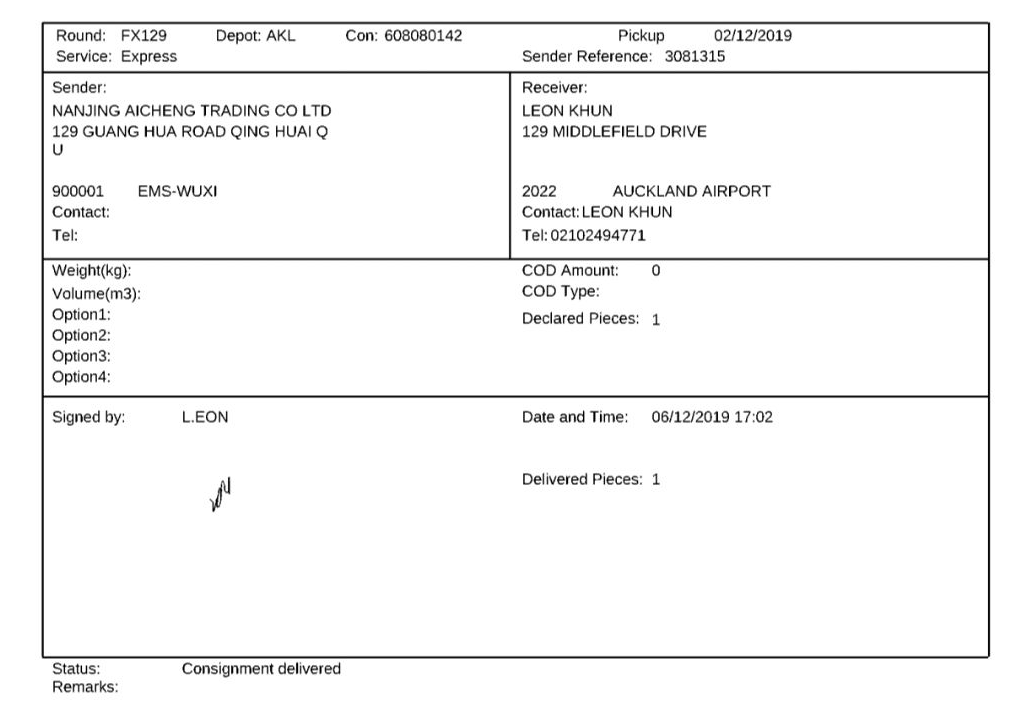 Round: FX129 Depot: AKL Con: 608080142 Pickup 02/12/2019
Service: Express Sender Reference: 3081315
Sender:
NANJING AICHENG TRADING CO LTD
129 GUANG HUA ROAD QING HUAI Q
U
900001 EMS-WUXI
Contact:
Tel:
Receiver:
LEON KHUN
129 MIDDLEFIELD DRIVE
2022 AUCKLAND AIRPORT
Contact: LEON KHUN
Tel: 02102494771
Weight(kg):
Volume(m3):
Option1:
Option2:
Option3:
Option4:
COD Amount: 0
COD Type:
Declared Pieces: 1
Signed by: L.EON
Date and Time: 06/12/2019 17:02
Delivered Pieces: 1
Status: Consignment delivered
Remarks: